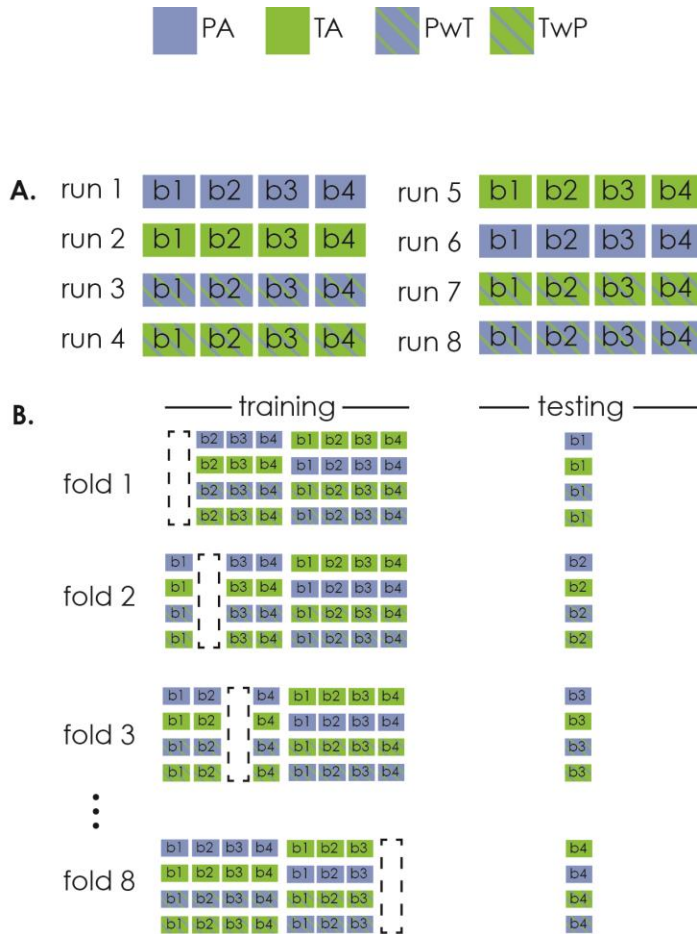 PA TA PwT TwP
A. run 1 b1 b2 b3 b4 run 5 b1 b2 b3 b4
run 2 b1 b2 b3 b4 run 6 b1 b2 b3 b4
run 3 b1 b2 b3 b4 run 7 b1 b2 b3 b4
run 4 b1 b2 b3 b4 run 8 b1 b2 b3 b4
B. training testing
fold 1
b2 b3 b4 b1 b2 b3 b4 b1
b2 b3 b4 b1 b2 b3 b4 b1
b2 b3 b4 b1 b2 b3 b4 b1
b2 b3 b4 b1 b2 b3 b4 b1
fold 2
b1 b3 b4 b1 b2 b3 b4 b2
b1 b3 b4 b1 b2 b3 b4 b2
b1 b3 b4 b1 b2 b3 b4 b2
b1 b3 b4 b1 b2 b3 b4 b2
fold 3
b1 b2 b4 b1 b2 b3 b4 b3
b1 b2 b4 b1 b2 b3 b4 b3
b1 b2 b4 b1 b2 b3 b4 b3
b1 b2 b4 b1 b2 b3 b4 b3
fold 8
b1 b2 b3 b4 b1 b2 b3 b4
b1 b2 b3 b4 b1 b2 b3 b4
b1 b2 b3 b4 b1 b2 b3 b4
b1 b2 b3 b4 b1 b2 b3 b4